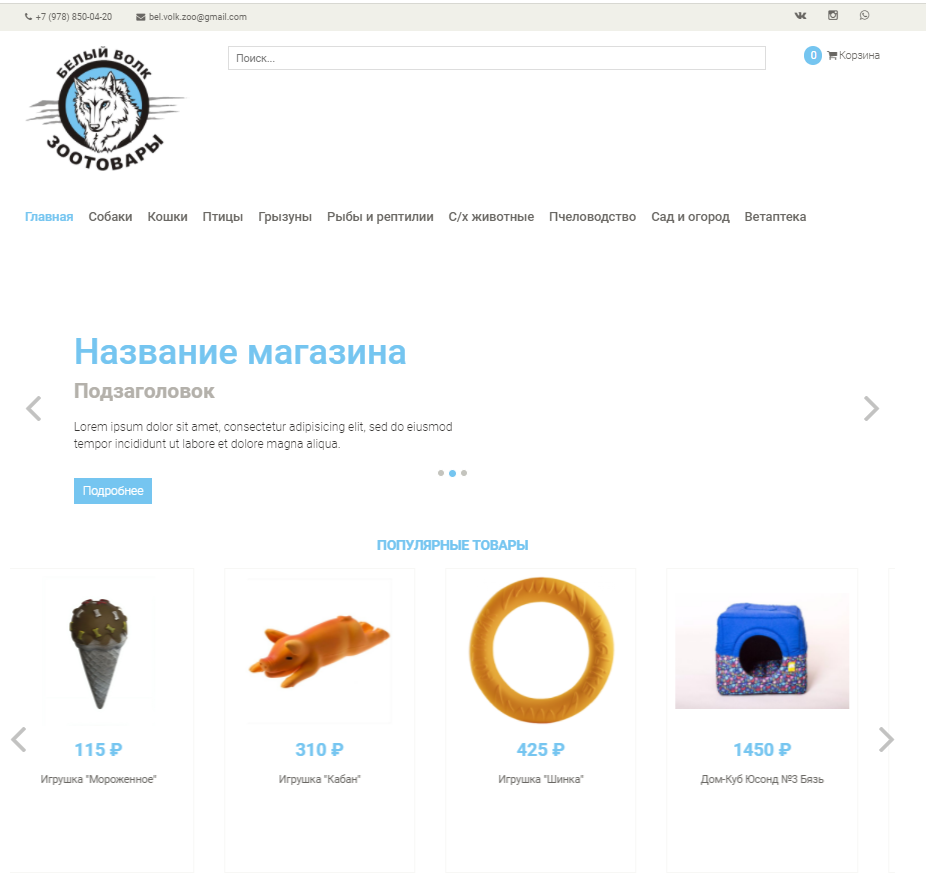 +7 (978) 850-04-20 bel.volk.zoo@gmail.com
БЕЛЫЙ ВОЛК
ЗООТОВАРЫ
Поиск...
0 Корзина
Главная Собаки Кошки Птицы Грызуны Рыбы и рептилии С/х животные Пчеловодство Сад и огород Ветаптека
Название магазина
Подзаголовок
Lorem ipsum dolor sit amet, consectetur adipisicing elit, sed do eiusmod
tempor incididunt ut labore et dolore magna aliqua.
Подробнее
ПОПУЛЯРНЫЕ ТОВАРЫ
115 ₽ 310 ₽ 425 ₽ 1450 ₽
Игрушка "Мороженное" Игрушка "Кабан" Игрушка "Шинка" Дом-Куб Юсонд №3 Бязь